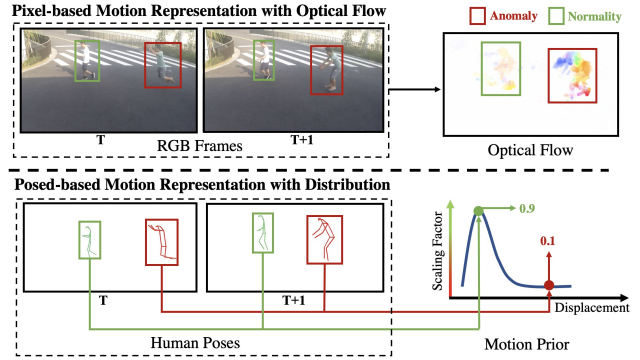 Pixel-based Motion Representation with Optical Flow
Anomaly
Normality
T
T+1
RGB Frames
Optical Flow
Posed-based Motion Representation with Distribution
T
T+1
Human Poses
Scaling Factor
0.9
0.1
Displacement
Motion Prior